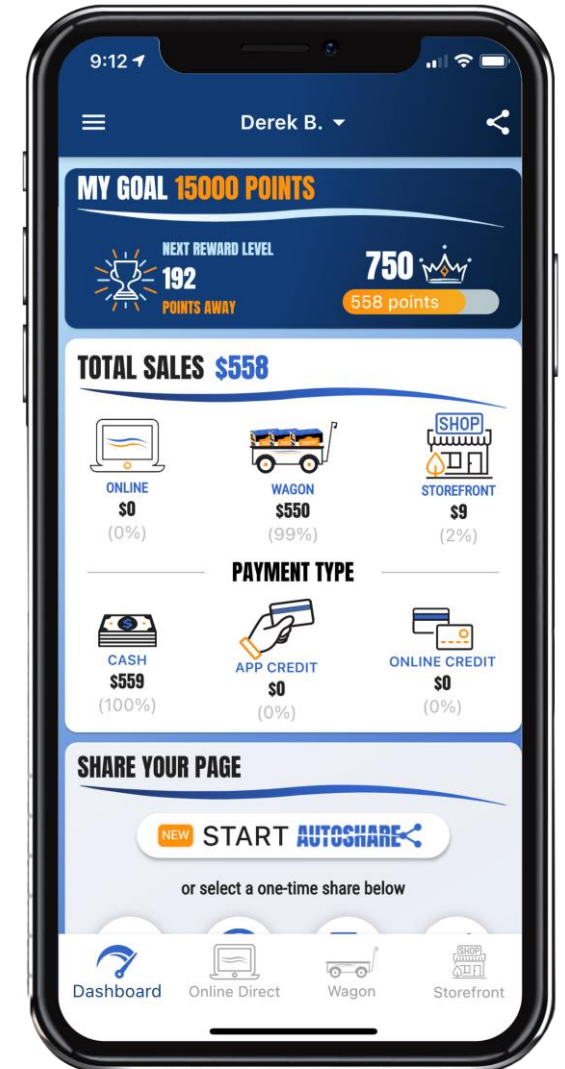 9:12
Derek B.
MY GOAL 15000 POINTS
NEXT REWARD LEVEL
192
POINTS AWAY
750
558 points
TOTAL SALES $558
SHOP
ONLINE
$0
(0%)
WAGON
$550
(99%)
STOREFRONT
$9
(2%)
PAYMENT TYPE
CASH
$559
(100%)
APP CREDIT
$0
(0%)
ONLINE CREDIT
$0
(0%)
SHARE YOUR PAGE
NEW START AUTOSHARE
or select a one-time share below
SHOP
Dashboard
Online Direct
Wagon
Storefront